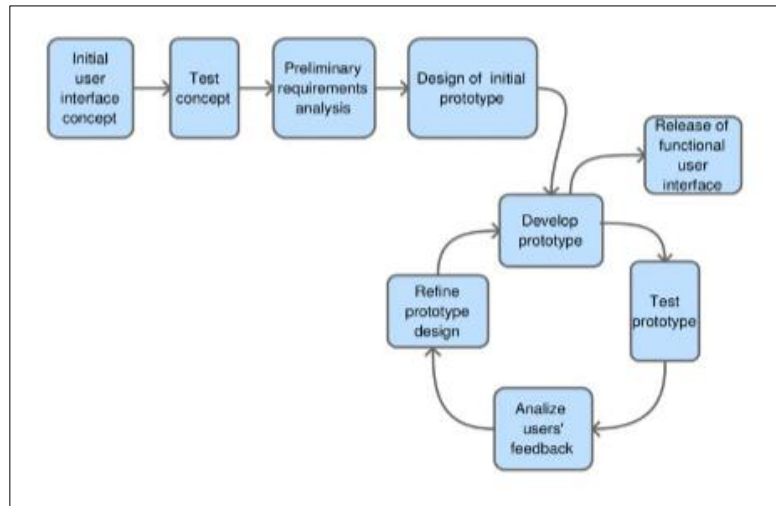 Initial
user
interface
concept
Test
concept
Preliminary
requirements
analysis
Design of initial
prototype
Release of
functional
user
interface
Develop
prototype
Test
prototype
Analize
users'
feedback
Refine
prototype
design